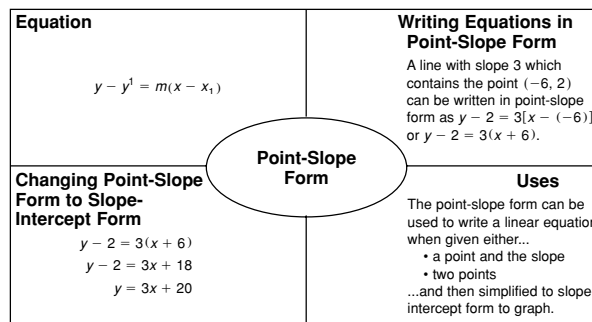 Equation
y − y¹ = m(x − x₁)
Writing Equations in
Point-Slope Form
A line with slope 3 which
contains the point (−6, 2)
can be written in point-slope
form as y − 2 = 3[x − (−6)]
or y − 2 = 3(x + 6).
Point-Slope
Form
Changing Point-Slope
Form to Slope-
Intercept Form
y − 2 = 3(x + 6)
y − 2 = 3x + 18
y = 3x + 20
Uses
The point-slope form can be
used to write a linear equation
when given either...
• a point and the slope
• two points
...and then simplified to slope
intercept form to graph.